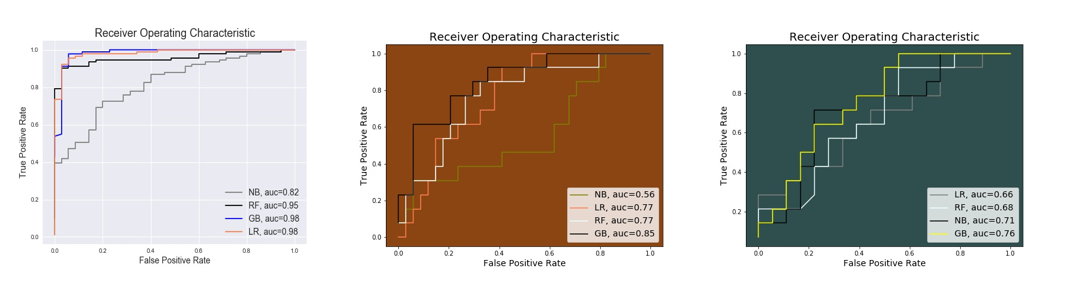 Receiver Operating Characteristic
True Positive Rate
1.0
0.8
0.6
0.4
0.2
0.0
NB, auc=0.82
RF, auc=0.95
GB, auc=0.98
LR, auc=0.98
0.0 0.2 0.4 0.6 0.8 1.0
False Positive Rate
Receiver Operating Characteristic
True Positive Rate
1.0
0.8
0.6
0.4
0.2
0.0
NB, auc=0.56
LR, auc=0.77
RF, auc=0.77
GB, auc=0.85
0.0 0.2 0.4 0.6 0.8 1.0
False Positive Rate
Receiver Operating Characteristic
True Positive Rate
1.0
0.8
0.6
0.4
0.2
LR, auc=0.66
RF, auc=0.68
NB, auc=0.71
GB, auc=0.76
0.0 0.2 0.4 0.6 0.8 1.0
False Positive Rate